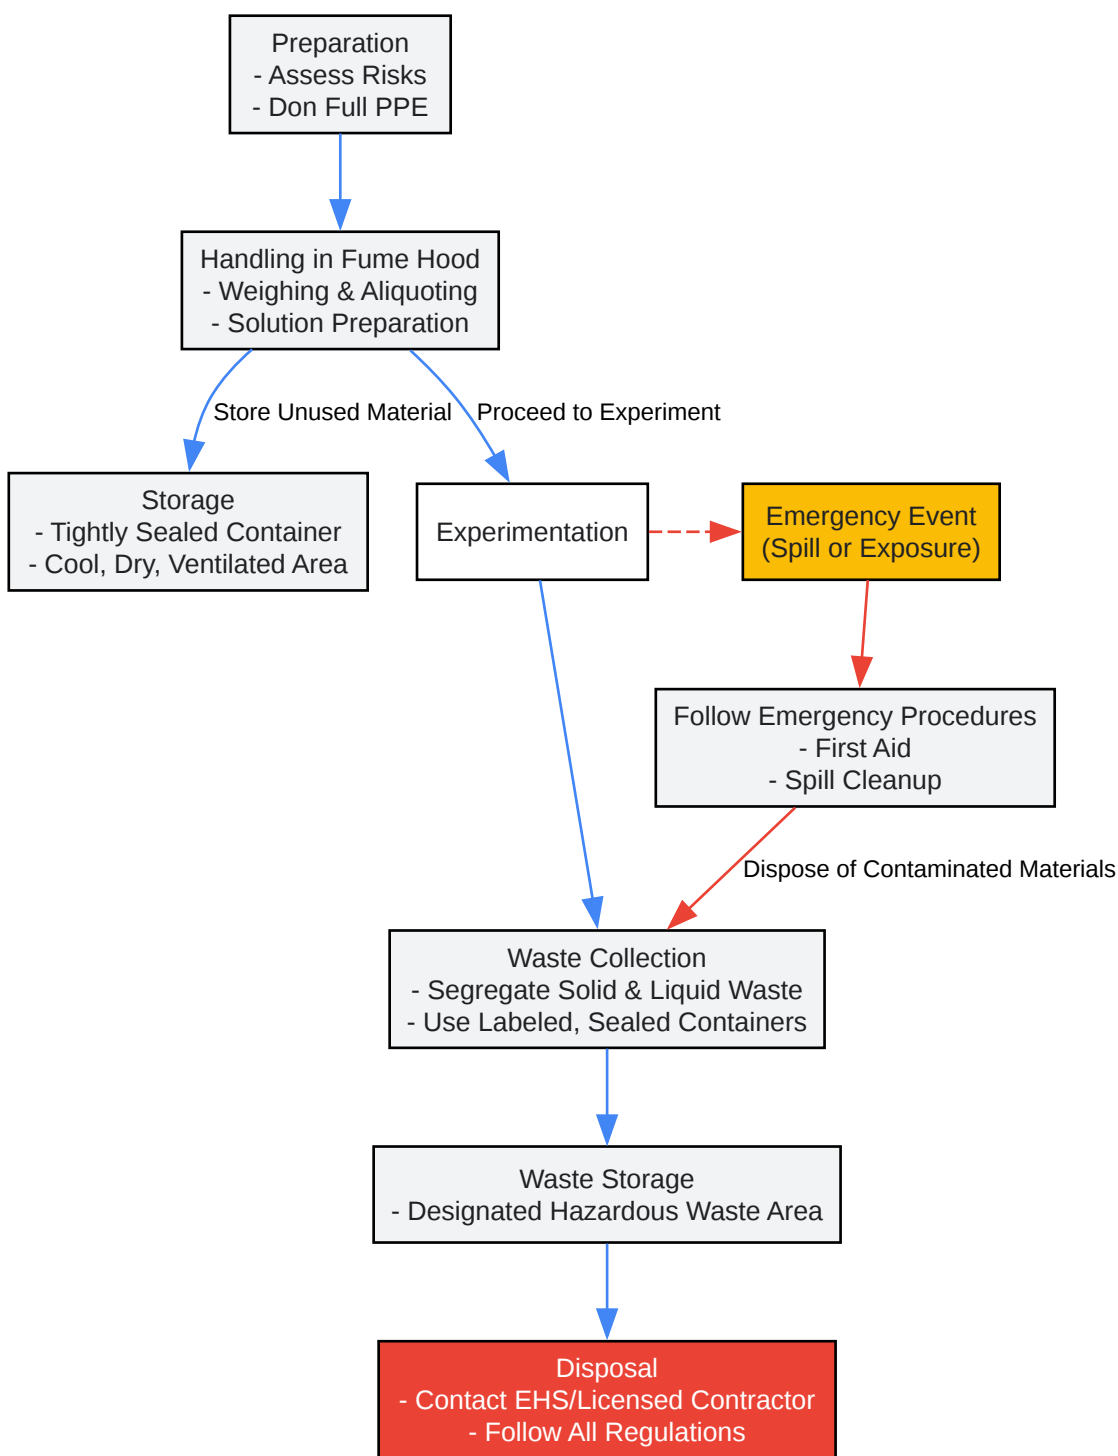 Preparation
- Assess Risks
- Don Full PPE
Handling in Fume Hood
- Weighing & Aliquoting
- Solution Preparation
Store Unused Material
Proceed to Experiment
Storage
- Tightly Sealed Container
- Cool, Dry, Ventilated Area
Experimentation
Emergency Event
(Spill or Exposure)
Follow Emergency Procedures
- First Aid
- Spill Cleanup
Dispose of Contaminated Materials
Waste Collection
- Segregate Solid & Liquid Waste
- Use Labeled, Sealed Containers
Waste Storage
- Designated Hazardous Waste Area
Disposal
- Contact EHS/Licensed Contractor
- Follow All Regulations